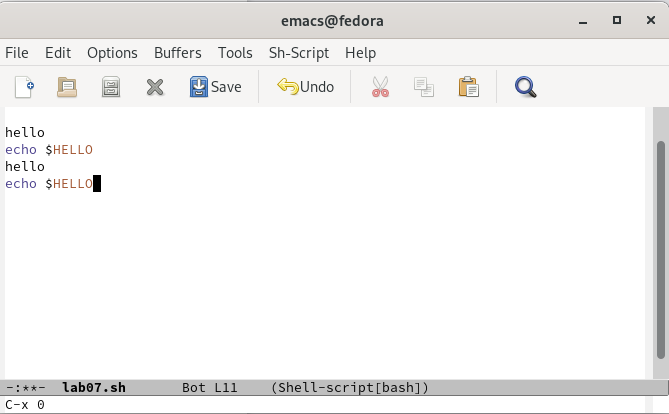 emacs@fedora
File Edit Options Buffers Tools Sh-Script Help
Save Undo
hello
echo $HELLO
hello
echo $HELLO
-:**- lab07.sh Bot L11 (Shell-script[bash])
C-x 0